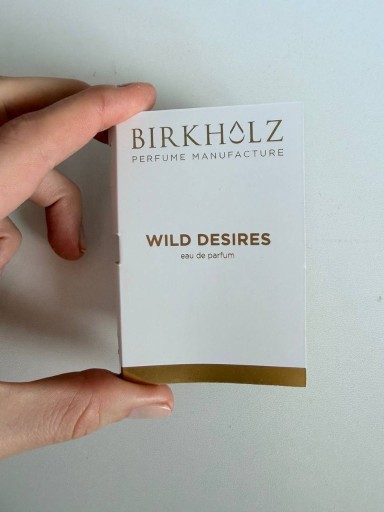 BIRKHOLZ
PERFUME MANUFACTURE
WILD DESIRES
eau de parfum